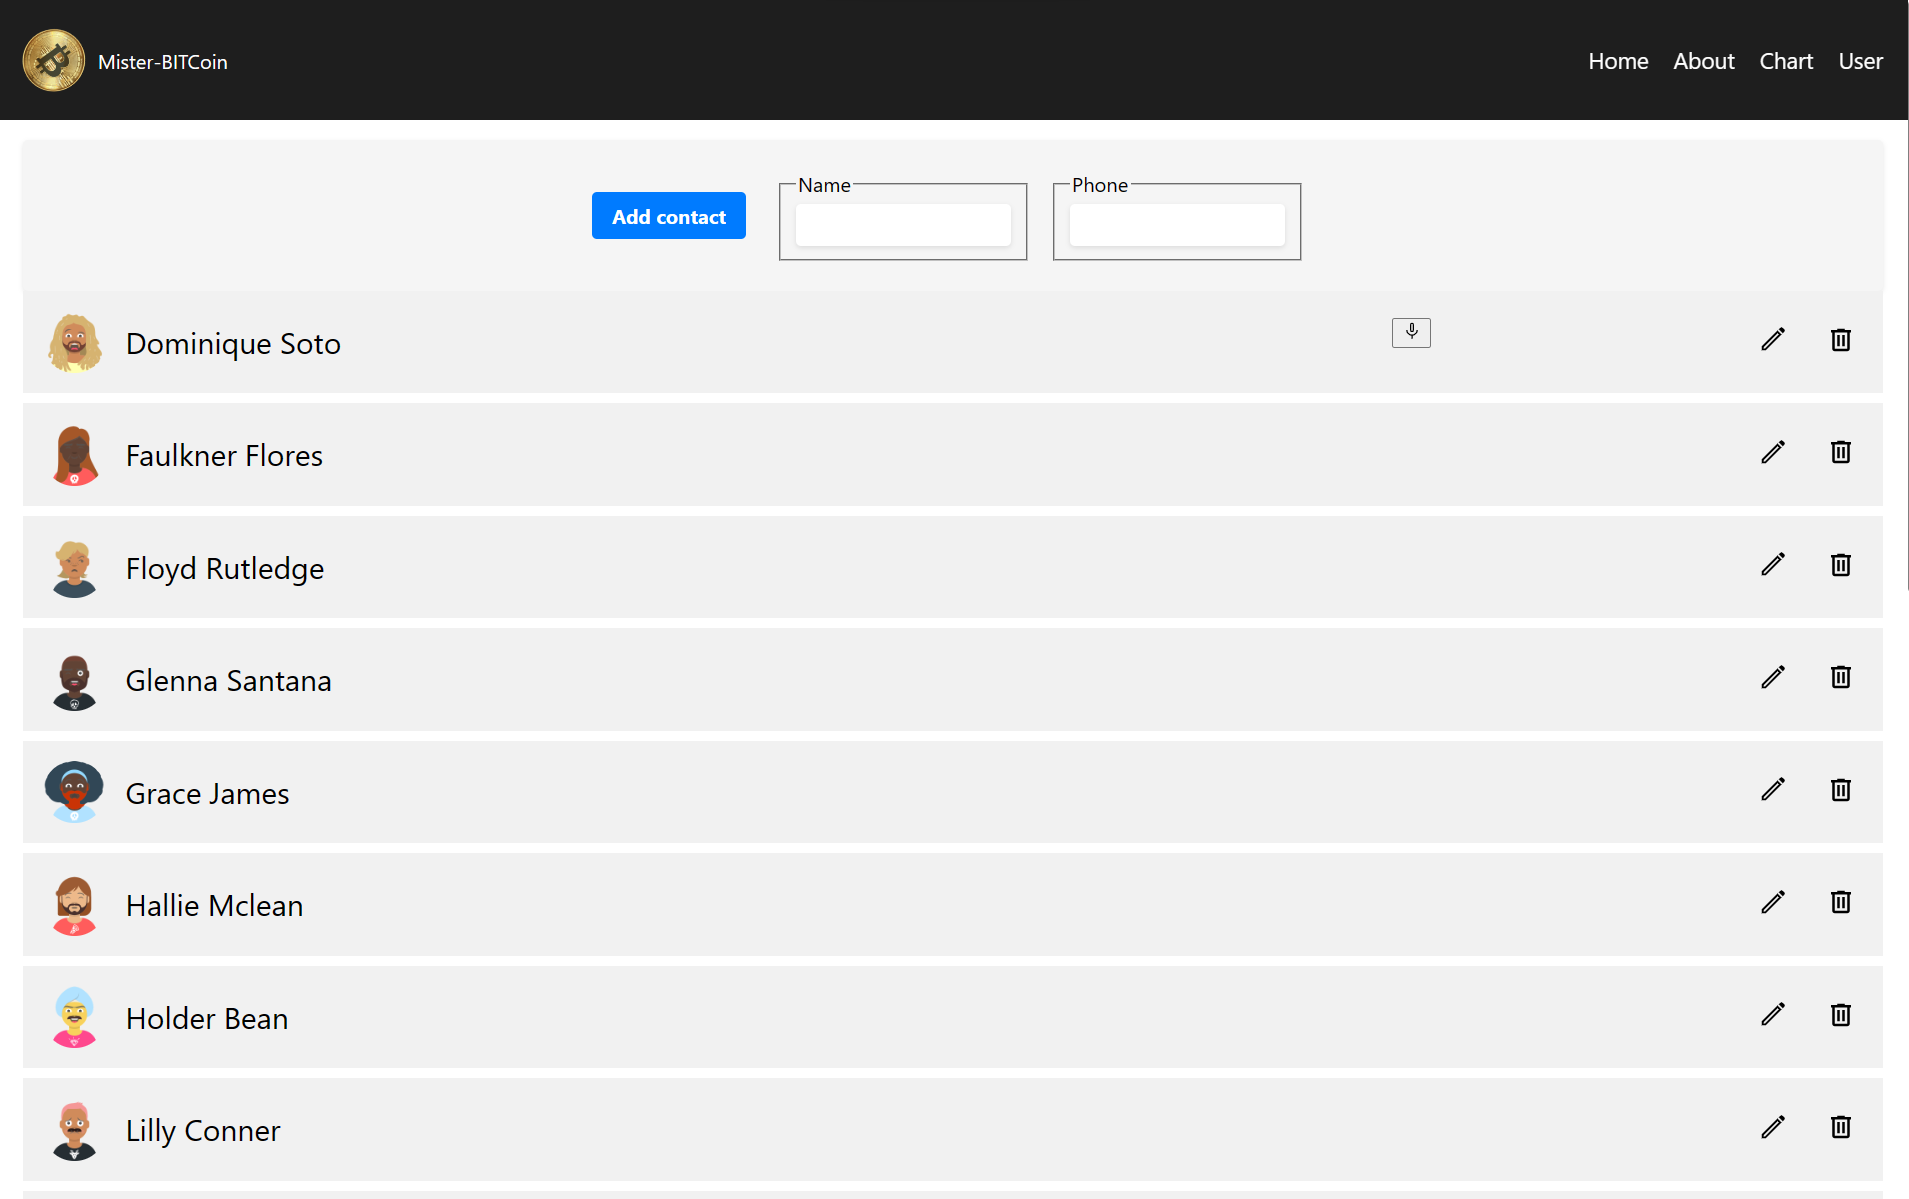 Mister-BITCoin
Home About Chart User
Add contact
Name
Phone
Dominique Soto
Faulkner Flores
Floyd Rutledge
Glenna Santana
Grace James
Hallie Mclean
Holder Bean
Lilly Conner